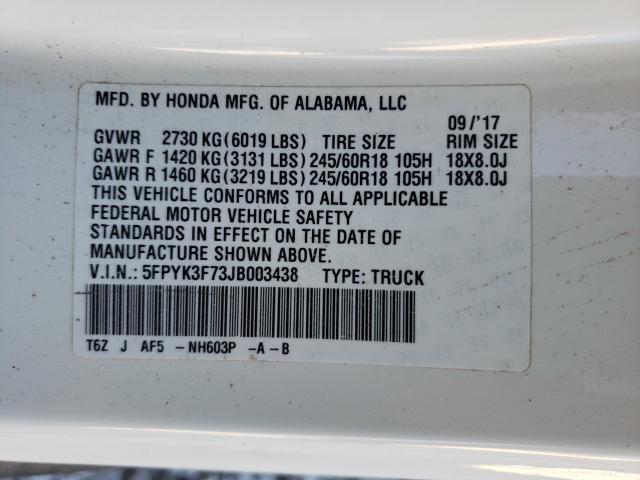 MFD. BY HONDA MFG. OF ALABAMA, LLC
09/'17
GVWR 2730 KG(6019 LBS) TIRE SIZE RIM SIZE
GAWR F 1420 KG(3131 LBS) 245/60R18 105H 18X8.0J
GAWR R 1460 KG(3219 LBS) 245/60R18 105H 18X8.0J
THIS VEHICLE CONFORMS TO ALL APPLICABLE
FEDERAL MOTOR VEHICLE SAFETY
STANDARDS IN EFFECT ON THE DATE OF
MANUFACTURE SHOWN ABOVE.
V.I.N.: 5FPYK3F73JB003438 TYPE: TRUCK
T6Z J AF5 -NH603P -A-B